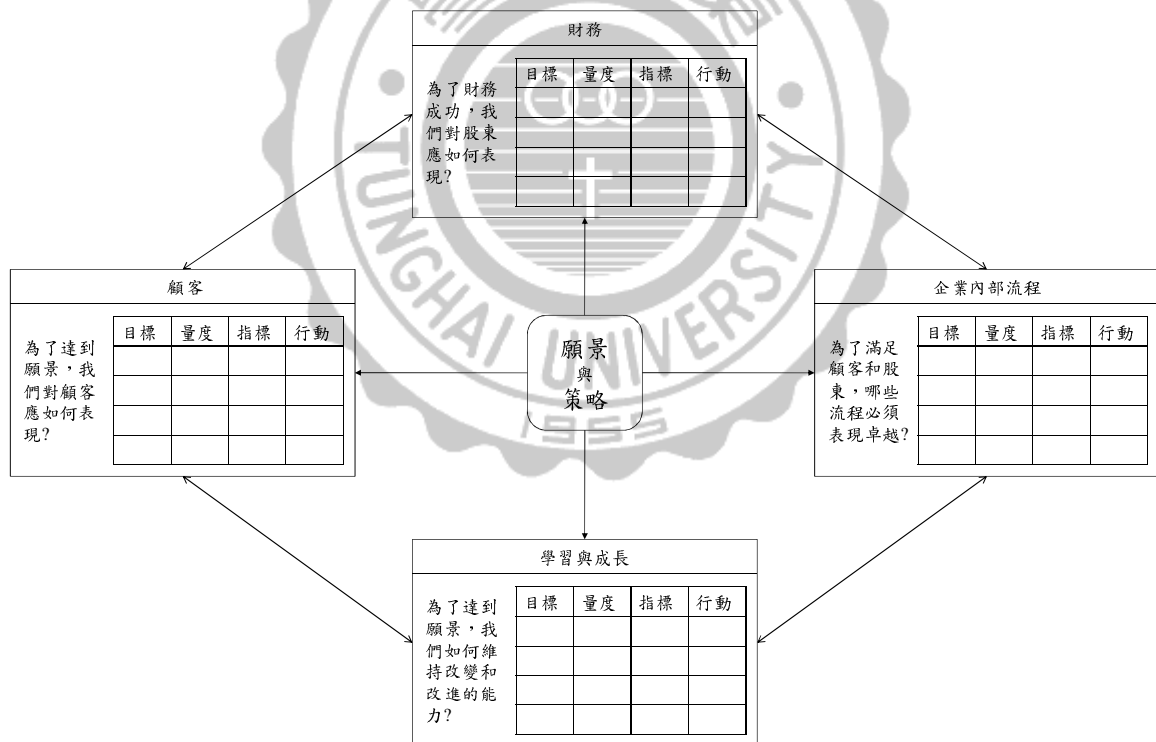 財務
為了財務
成功，我
們對股東
應如何表
現?
目標 量度 指標 行動
顧客
為了達到
願景，我
們對顧客
應如何表
現?
目標 量度 指標 行動
願景
與
策略
企業內部流程
為了滿足
顧客和股
東，哪些
流程必須
表現卓越?
目標 量度 指標 行動
學習與成長
為了達到
願景，我
們如何維
持改變和
改進的能
力?
目標 量度 指標 行動
TUNGHAI UNIVERSITY
1955